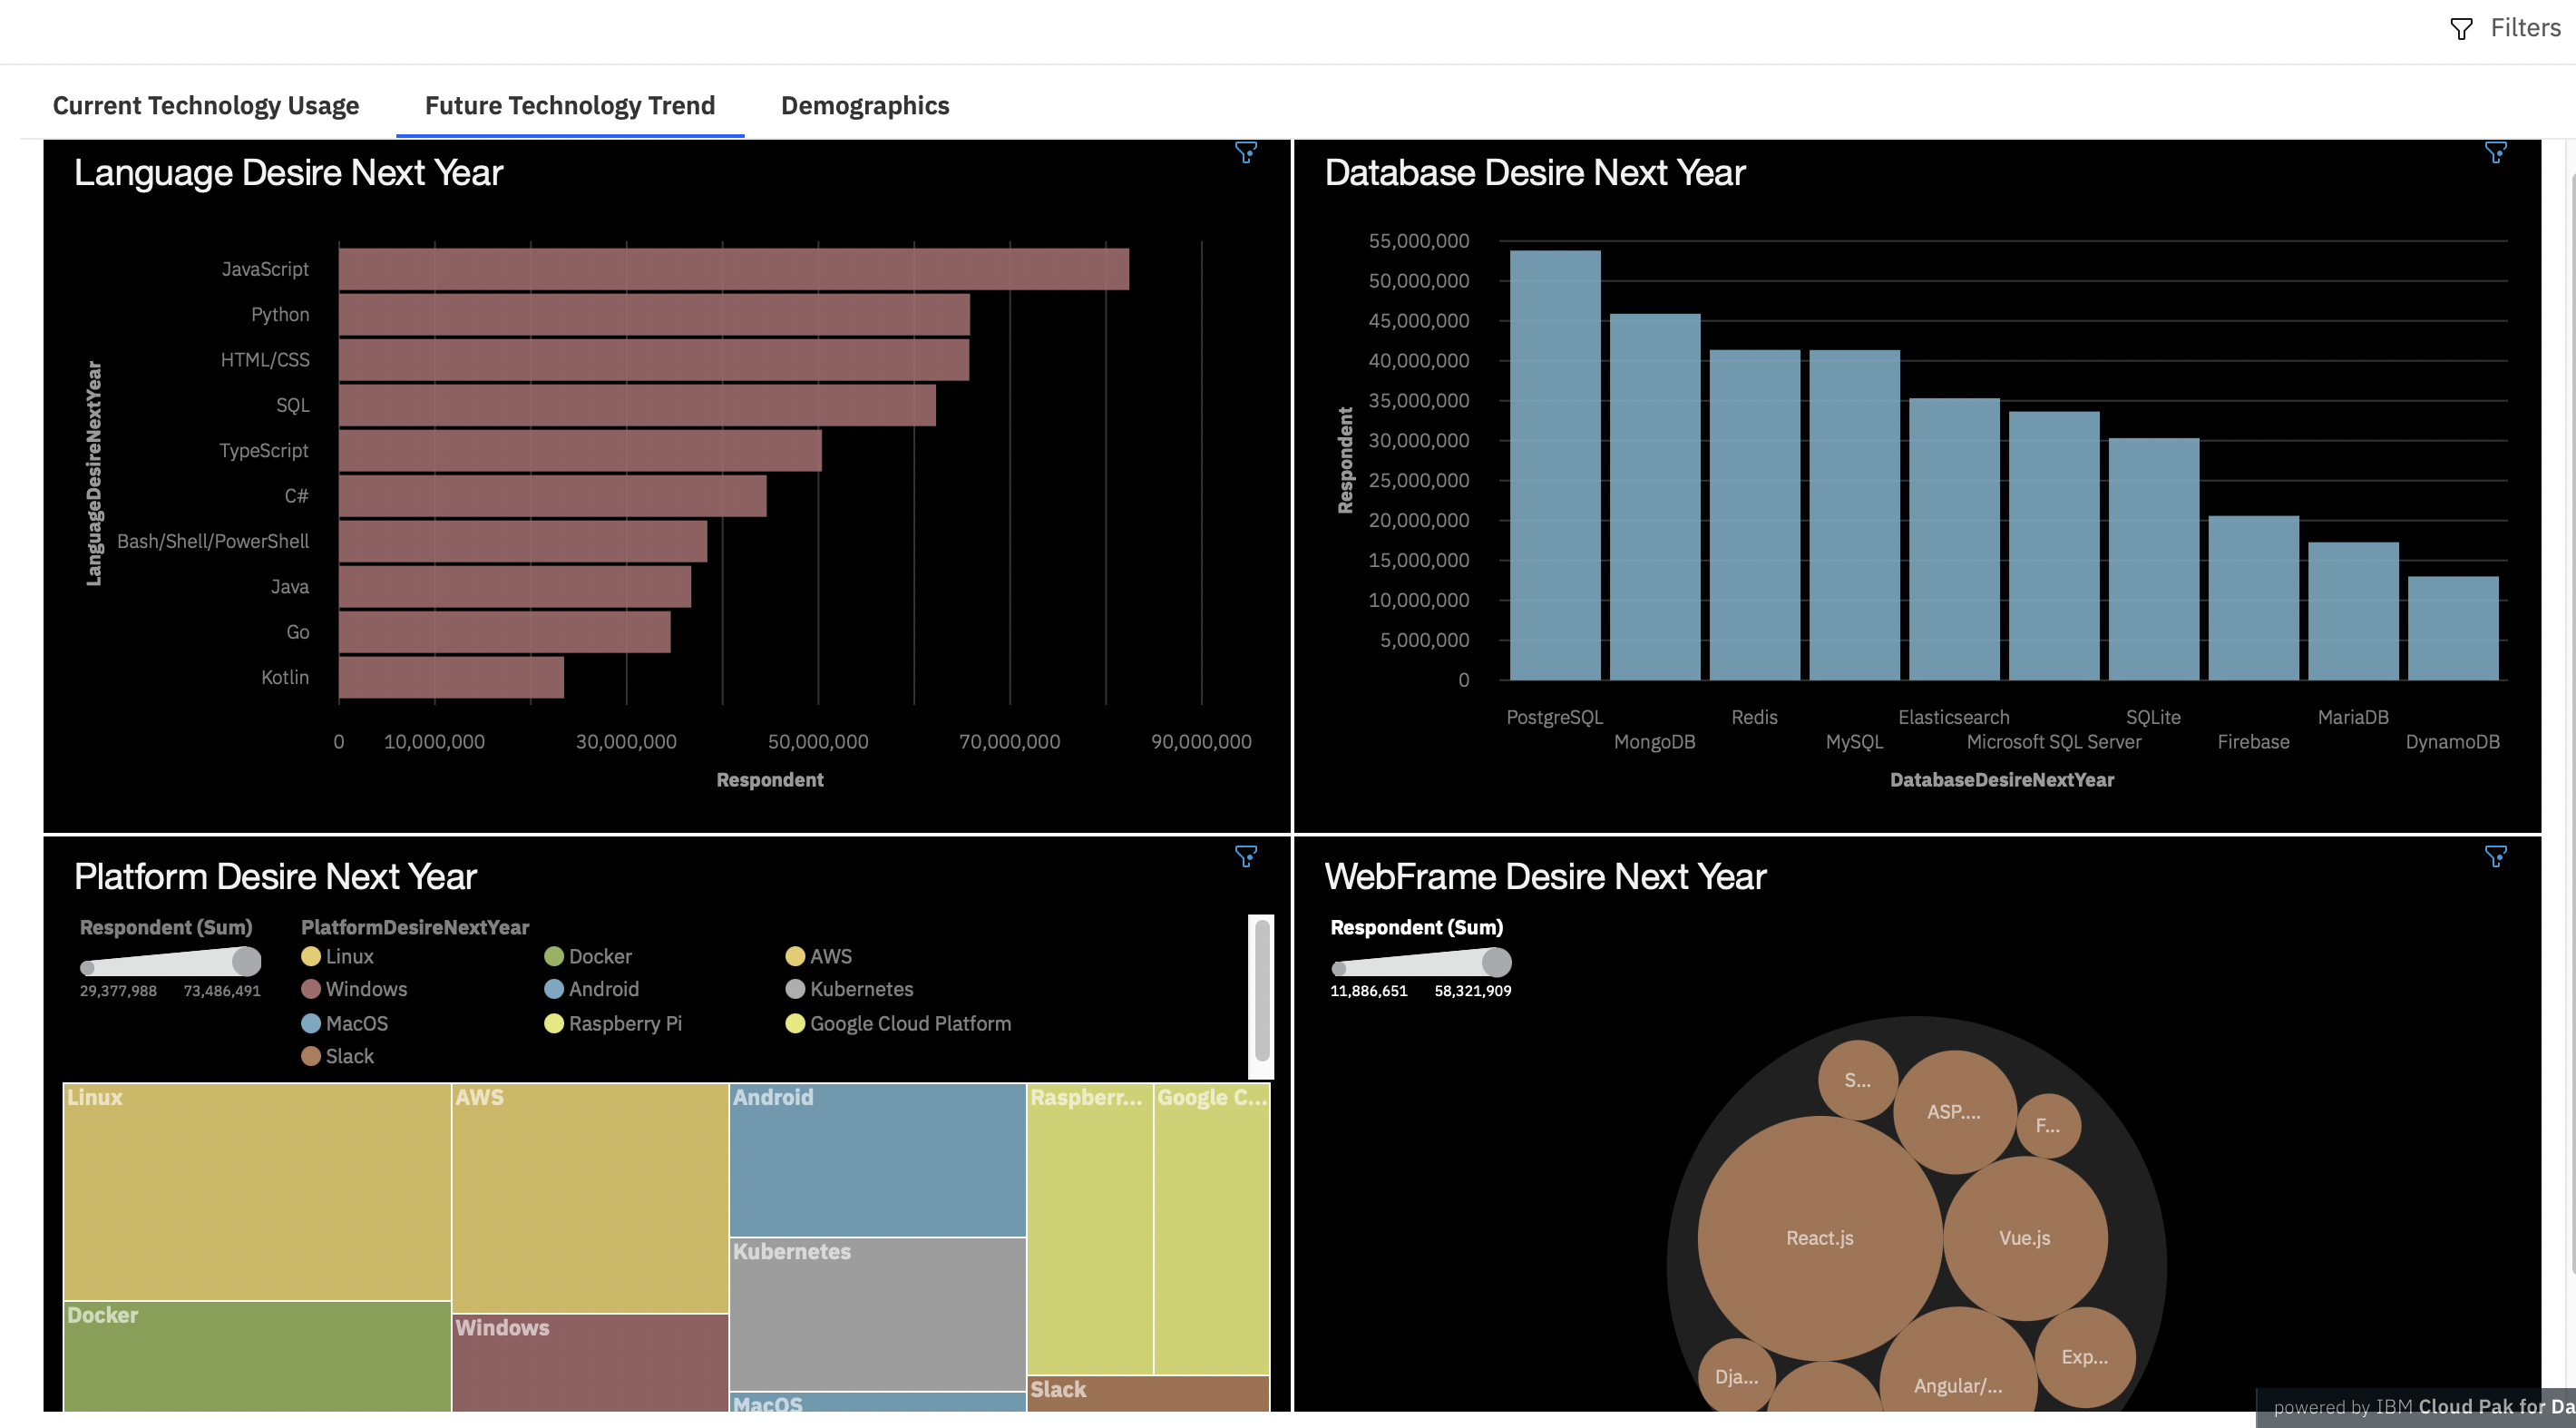 Filters
Current Technology Usage
Future Technology Trend
Demographics
Language Desire Next Year
LanguageDesireNextYear
JavaScript
Python
HTML/CSS
SQL
TypeScript
C#
Bash/Shell/PowerShell
Java
Go
Kotlin
0 10,000,000 30,000,000 50,000,000 70,000,000 90,000,000
Respondent
Database Desire Next Year
Respondent
55,000,000
50,000,000
45,000,000
40,000,000
35,000,000
30,000,000
25,000,000
20,000,000
15,000,000
10,000,000
5,000,000
0
PostgreSQL Redis Elasticsearch SQLite MariaDB
MongoDB MySQL Microsoft SQL Server Firebase DynamoDB
DatabaseDesireNextYear
Platform Desire Next Year
Respondent (Sum)
29,377,988 73,486,491
PlatformDesireNextYear
Linux Docker AWS
Windows Android Kubernetes
MacOS Raspberry Pi Google Cloud Platform
Slack
Linux
AWS
Android
Raspberr...
Google C...
Kubernetes
Docker
Windows
Slack
MacOS
WebFrame Desire Next Year
Respondent (Sum)
11,886,651 58,321,909
S...
ASP....
F...
React.js
Vue.js
Exp...
Dja...
Angular/...
powered by IBM Cloud Pak for Da